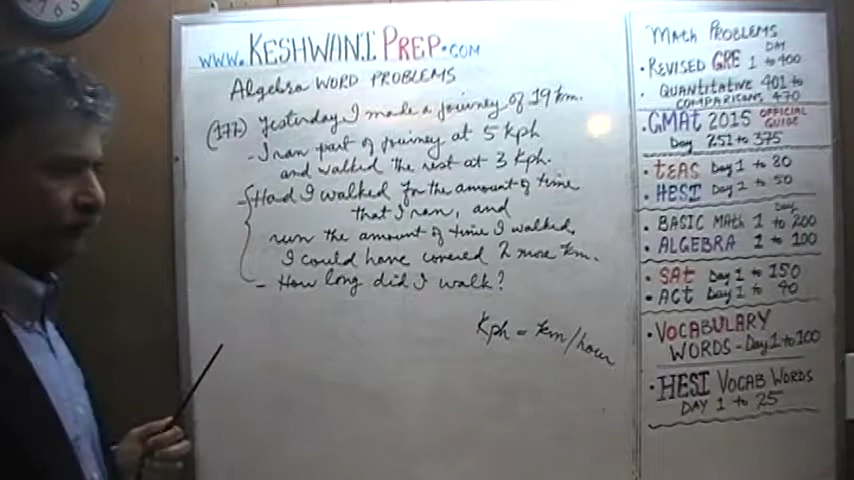 www.KESHWANIPREP.com
Algebra WORD PROBLEMS
(177) Yesterday I made a journey of 19 km.
- I ran part of journey at 5 kph
and walked the rest at 3 kph.
- Had I walked for the amount of time
that I ran, and
run the amount of time I walked,
I could have covered 2 more km.
- How long did I walk?
Kph = km/hour
Math Problems
• REVISED GRE DAY 1 to 400
• QUANTITATIVE 401 to
COMPARISONS 470
• GMAT 2015 OFFICIAL GUIDE
Day 251 to 375
• TEAS Day 1 to 80
• HESI Day 1 to 50
Day
• BASIC MATH 1 to 200
• ALGEBRA 1 to 100
• SAT Day 1 to 150
• ACT Day 1 to 40
• VOCABULARY
WORDS - Day 1 to 100
• HESI VOCAB WORDS
DAY 1 to 25